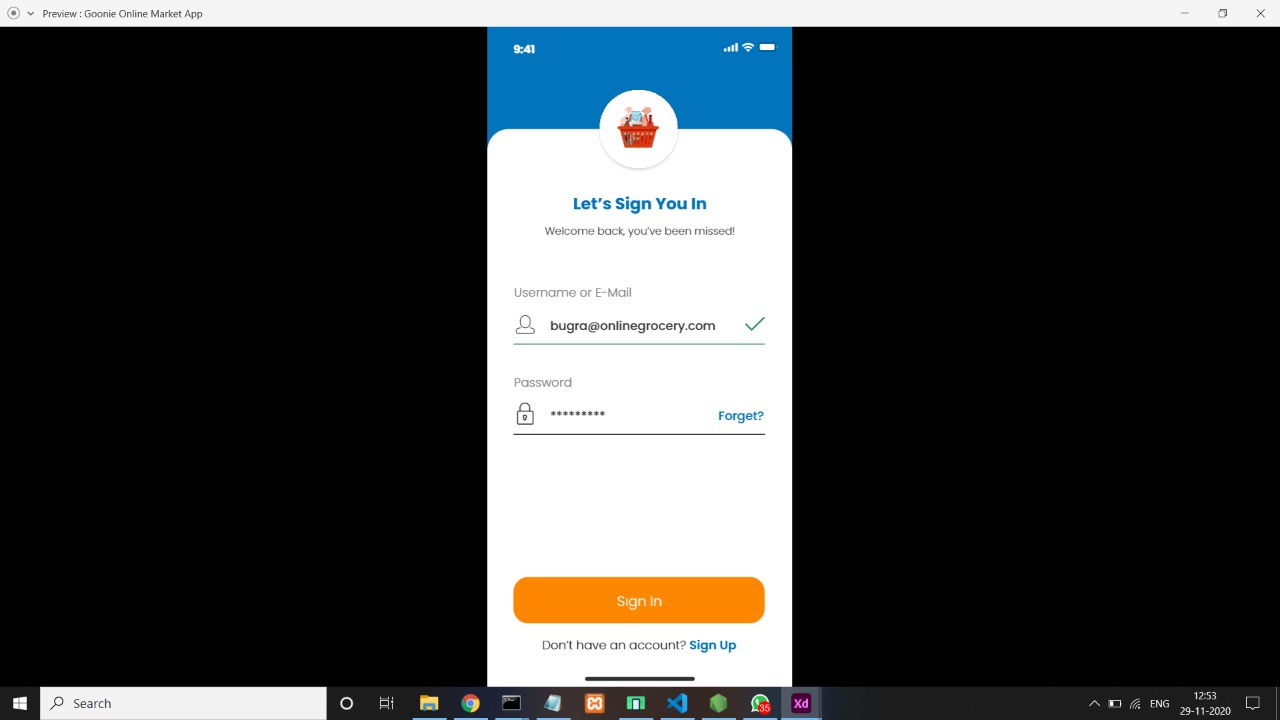 Preview : Goonie Online Market App
9:41
Let's Sign You In
Welcome back, you've been missed!
Username or E-Mail
bugra@onlinegrocery.com
Password
*********
Forget?
Sign In
Don't have an account? Sign Up
Search
35
Xd
ENG
12:53
29-11-2020